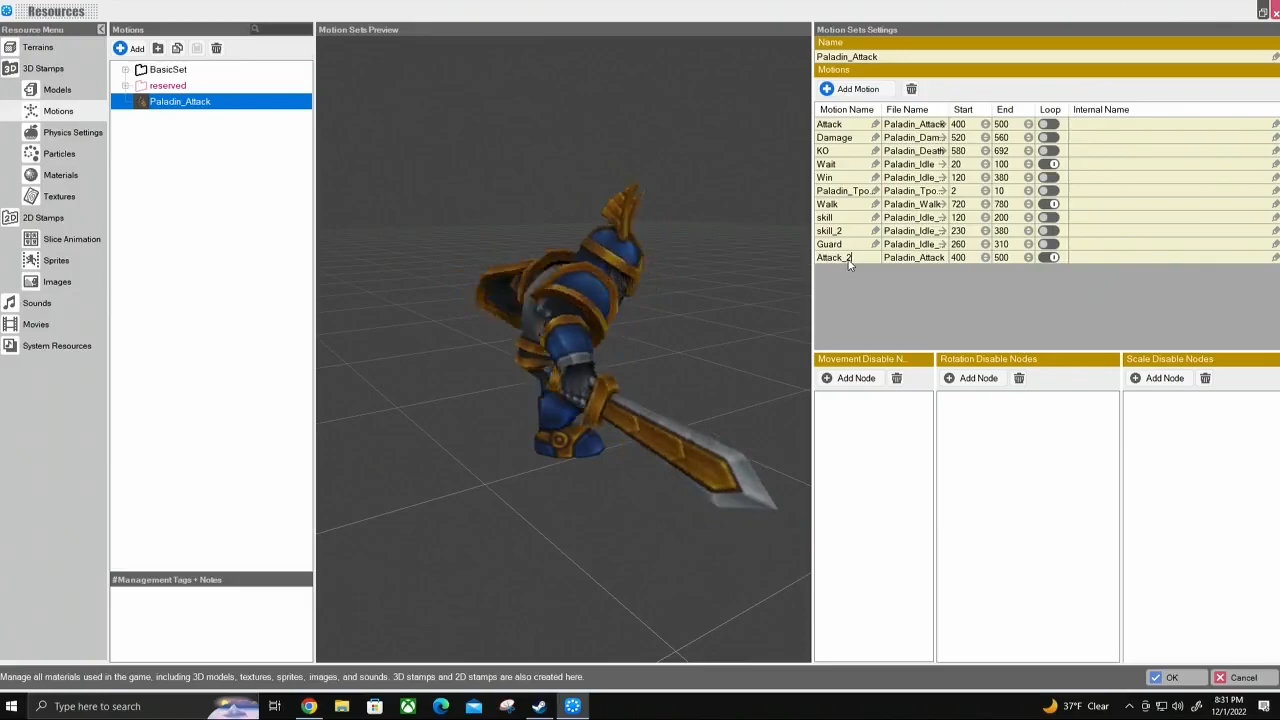 Resources
Resource Menu
Terrains
3D 3D Stamps
Models
Motions
Physics Settings
Particles
Materials
Textures
2D 2D Stamps
Slice Animation
Sprites
Images
Sounds
Movies
System Resources
Motions
Add
BasicSet
reserved
Paladin_Attack
#Management Tags + Notes
Motion Sets Preview
Motion Sets Settings
Name
Paladin_Attack
Motions
Add Motion
Motion Name File Name Start End Loop Internal Name
Attack Paladin_Attack 400 500
Damage Paladin_Dam... 520 560
KO Paladin_Death 580 692
Wait Paladin_Idle 20 100
Win Paladin_Idle_... 120 380
Paladin_Tpo... Paladin_Tpo... 2 10
Walk Paladin_Walk 720 780
skill Paladin_Idle_... 120 200
skill_2 Paladin_Idle_... 230 380
Guard Paladin_Idle_... 260 310
Attack_2 Paladin_Attack 400 500
Movement Disable N... Rotation Disable Nodes Scale Disable Nodes
Add Node Add Node Add Node
Manage all materials used in the game, including 3D models, textures, sprites, images, and sounds. 3D stamps and 2D stamps are also created here.
OK Cancel
Type here to search
37°F Clear
8:31 PM
12/1/2022